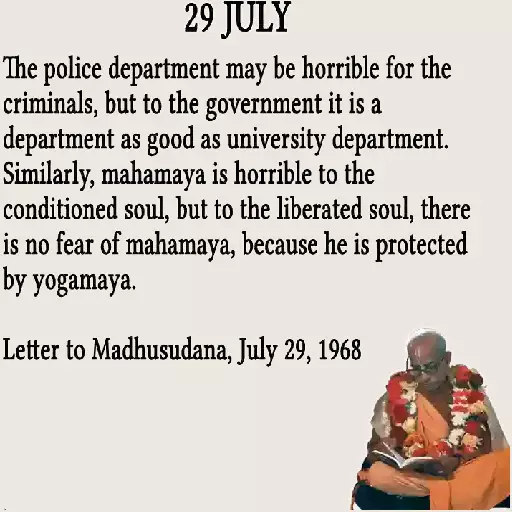 29 JULY
The police department may be horrible for the
criminals, but to the government it is a
department as good as university department.
Similarly, mahamaya is horrible to the
conditioned soul, but to the liberated soul, there
is no fear of mahamaya, because he is protected
by yogamaya.
Letter to Madhusudana, July 29, 1968